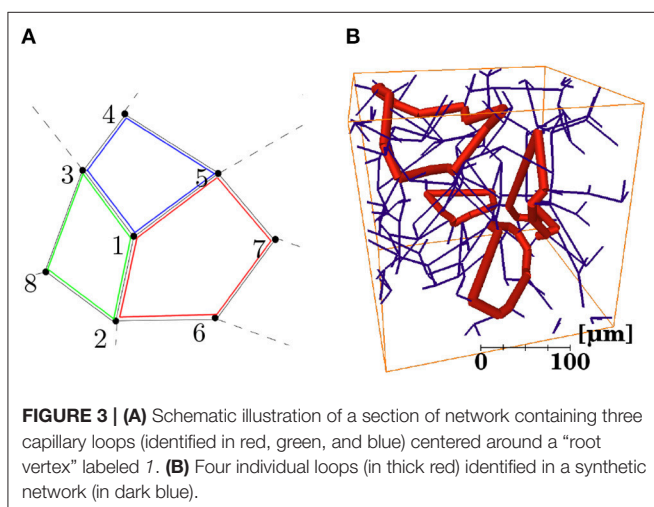 A
B
4
3
5
1
7
8
2
6
[µm]
0 100
FIGURE 3 | (A) Schematic illustration of a section of network containing three
capillary loops (identified in red, green, and blue) centered around a “root
vertex” labeled 1. (B) Four individual loops (in thick red) identified in a synthetic
network (in dark blue).